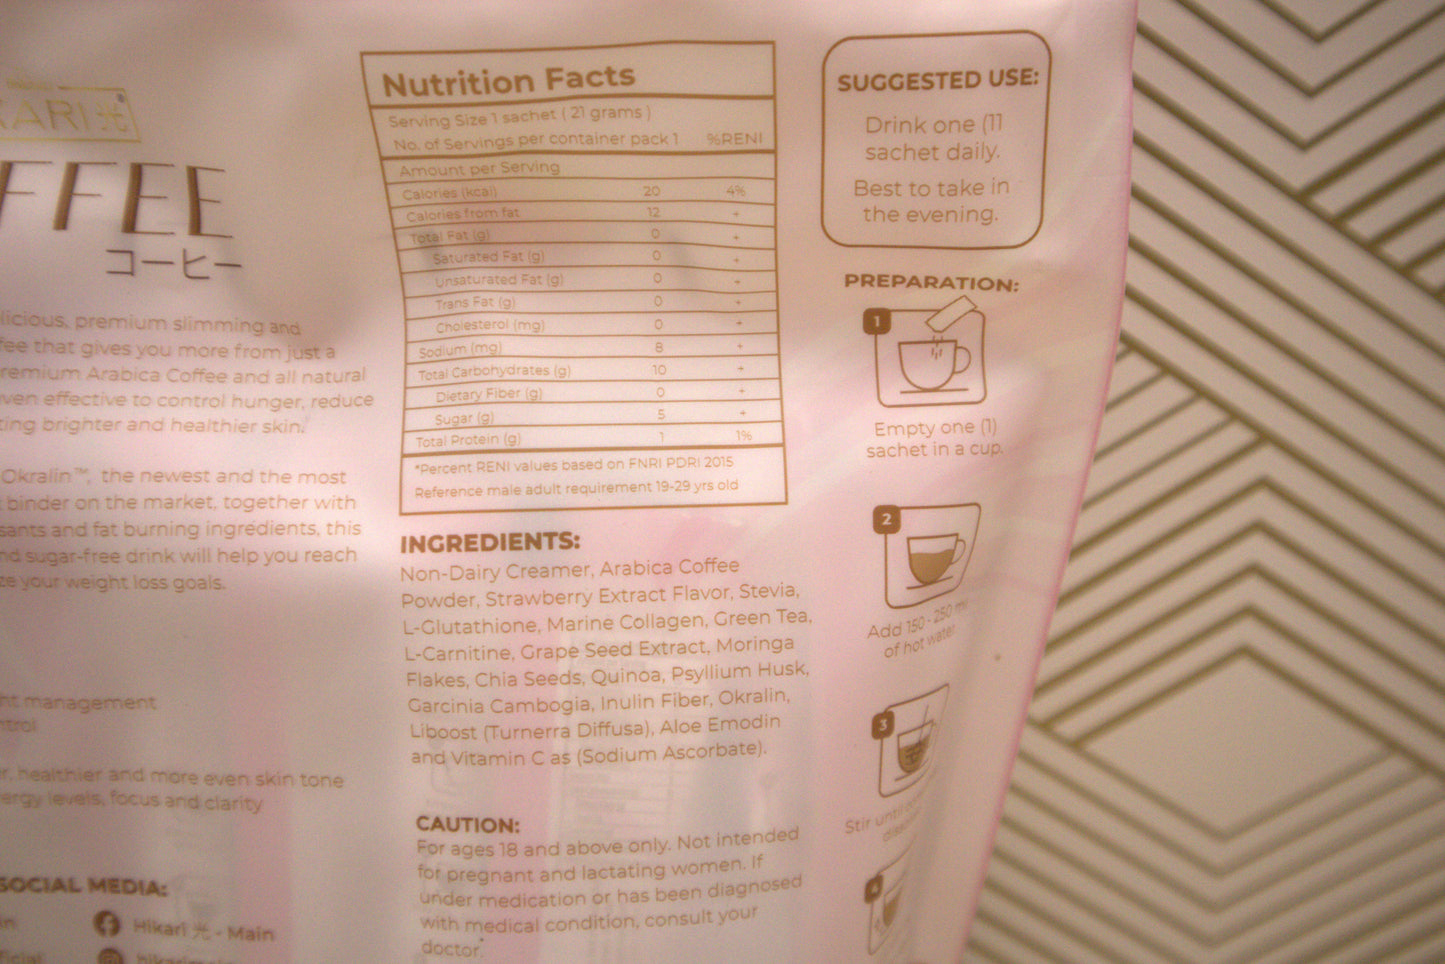 KARI光
FFEE
コーヒー
licious, premium slimming and
fee that gives you more from just a
remium Arabica Coffee and all natural
ven effective to control hunger, reduce
ting brighter and healthier skin.
Okralin™, the newest and the most
t binder on the market, together with
sants and fat burning ingredients, this
nd sugar-free drink will help you reach
ze your weight loss goals.
ht management
ntrol
er, healthier and more even skin tone
ergy levels, focus and clarity
SOCIAL MEDIA:
Hikari 光 - Main
Nutrition Facts
Serving Size 1 sachet ( 21 grams )
No. of Servings per container pack 1 %RENI
Amount per Serving
Calories (kcal) 20 4%
Calories from fat 12 +
Total Fat (g) 0 +
Saturated Fat (g) 0 +
Unsaturated Fat (g) 0 +
Trans Fat (g) 0 +
Cholesterol (mg) 0 +
Sodium (mg) 8 +
Total Carbohydrates (g) 10 +
Dietary Fiber (g) 0 +
Sugar (g) 5 +
Total Protein (g) 1 1%
*Percent RENI values based on FNRI PDRI 2015
Reference male adult requirement 19-29 yrs old
INGREDIENTS:
Non-Dairy Creamer, Arabica Coffee
Powder, Strawberry Extract Flavor, Stevia,
L-Glutathione, Marine Collagen, Green Tea,
L-Carnitine, Grape Seed Extract, Moringa
Flakes, Chia Seeds, Quinoa, Psyllium Husk,
Garcinia Cambogia, Inulin Fiber, Okralin,
Liboost (Turnerra Diffusa), Aloe Emodin
and Vitamin C as (Sodium Ascorbate).
CAUTION:
For ages 18 and above only. Not intended
for pregnant and lactating women. If
under medication or has been diagnosed
with medical condition, consult your
doctor.
SUGGESTED USE:
Drink one (11
sachet daily.
Best to take in
the evening.
PREPARATION:
1
Empty one (1)
sachet in a cup.
2
Add 150 - 250 ml
of hot water
3
Stir until
4